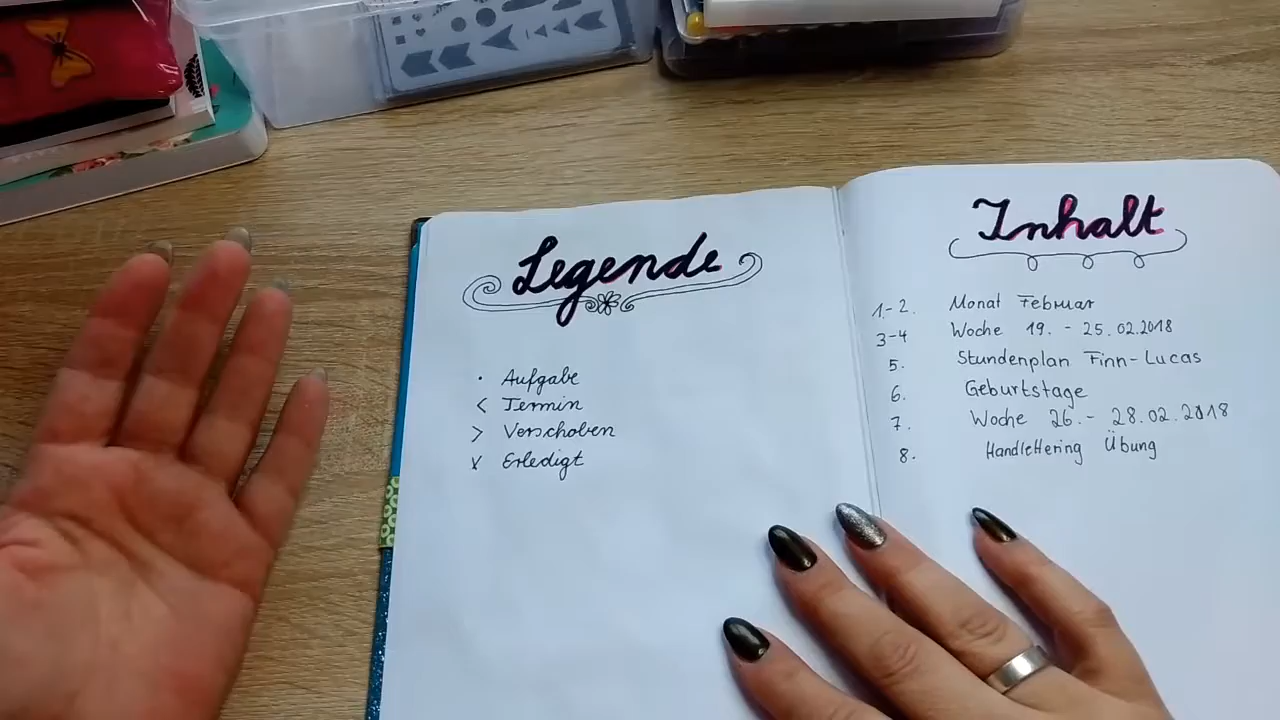 Legende
· Aufgabe
< Termin
> Verschoben
x Erledigt
Inhalt
1.-2. Monat Februar
3-4 Woche 19. - 25.02.2018
5. Stundenplan Finn-Lucas
6. Geburtstage
7. Woche 26. - 28.02.2018
8. Handlettering Übung